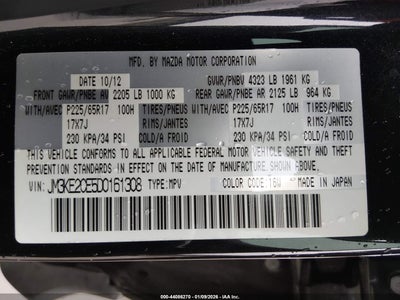 MFD. BY MAZDA MOTOR CORPORATION
DATE 10/12 GVWR/PNBV 4323 LB 1961 KG
FRONT GAWR/PNBE AV 2205 LB 1000 KG REAR GAWR/PNBE AR 2125 LB 964 KG
WITH/AVEC P225/65R17 100H TIRES/PNEUS WITH/AVEC P225/65R17 100H TIRES/PNEUS
17X7J RIMS/JANTES 17X7J RIMS/JANTES
230 KPA/34 PSI COLD/A FROID 230 KPA/34 PSI COLD/A FROID
THIS VEHICLE CONFORMS TO ALL APPLICABLE FEDERAL MOTOR VEHICLE SAFETY AND THEFT
PREVENTION STANDARDS IN EFFECT ON THE DATE OF MANUFACTURE SHOWN ABOVE.
VIN: JM3KE2CE5D0161308 TYPE: MPV COLOR CODE: 16W MADE IN JAPAN
000-44088270 - 01/09/2026 - IAA, Inc.